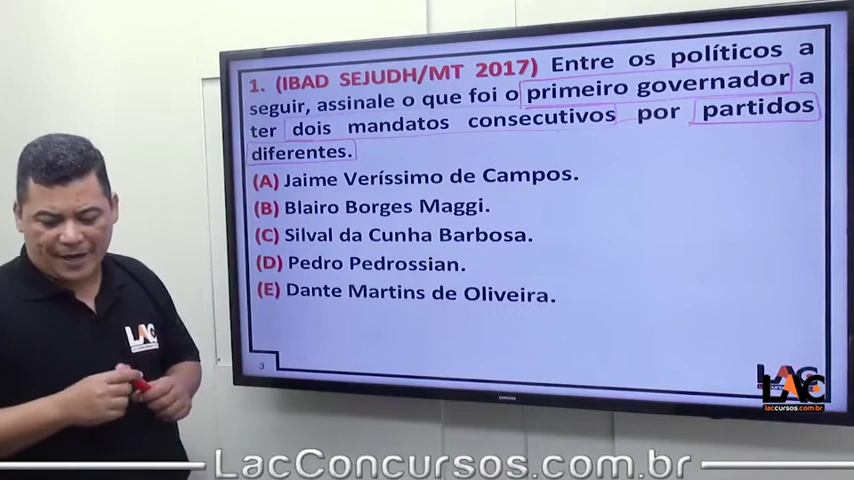 1. (IBAD SEJUDH/MT 2017) Entre os políticos a
seguir, assinale o que foi o primeiro governador a
ter dois mandatos consecutivos por partidos
diferentes.
(A) Jaime Veríssimo de Campos.
(B) Blairo Borges Maggi.
(C) Silval da Cunha Barbosa.
(D) Pedro Pedrossian.
(E) Dante Martins de Oliveira.
3
LAC
LAC
laccursos.com.br
SAMSUNG
LacConcursos.com.br